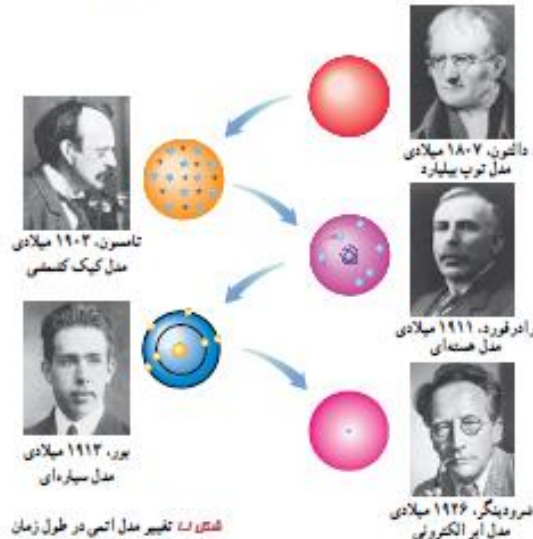 دالتون، ۱۸۰۷ میلادی
مدل توپ بیلیارد
تامسون، ۱۹۰۳ میلادی
مدل کیک کشمشی
رادرفورد، ۱۹۱۱ میلادی
مدل هسته‌ای
بور، ۱۹۱۳ میلادی
مدل سیاره‌ای
شرودینگر، ۱۹۲۶ میلادی
مدل ابر الکترونی
تغییر مدل اتمی در طول زمان